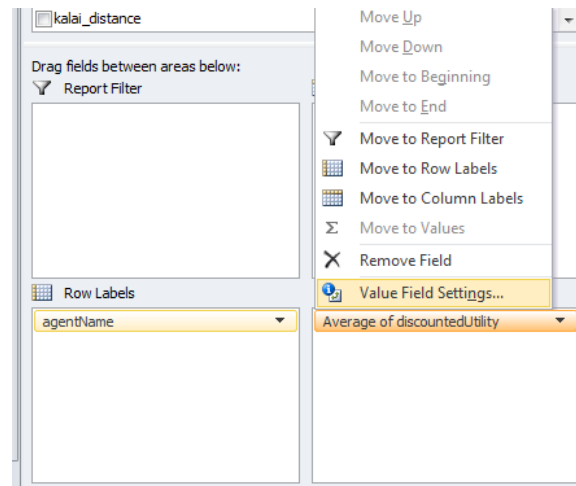 kalai_distance
Drag fields between areas below:
Report Filter
Move Up
Move Down
Move to Beginning
Move to End
Move to Report Filter
Move to Row Labels
Move to Column Labels
Σ Move to Values
Remove Field
Value Field Settings...
Row Labels
agentName
Average of discountedUtility